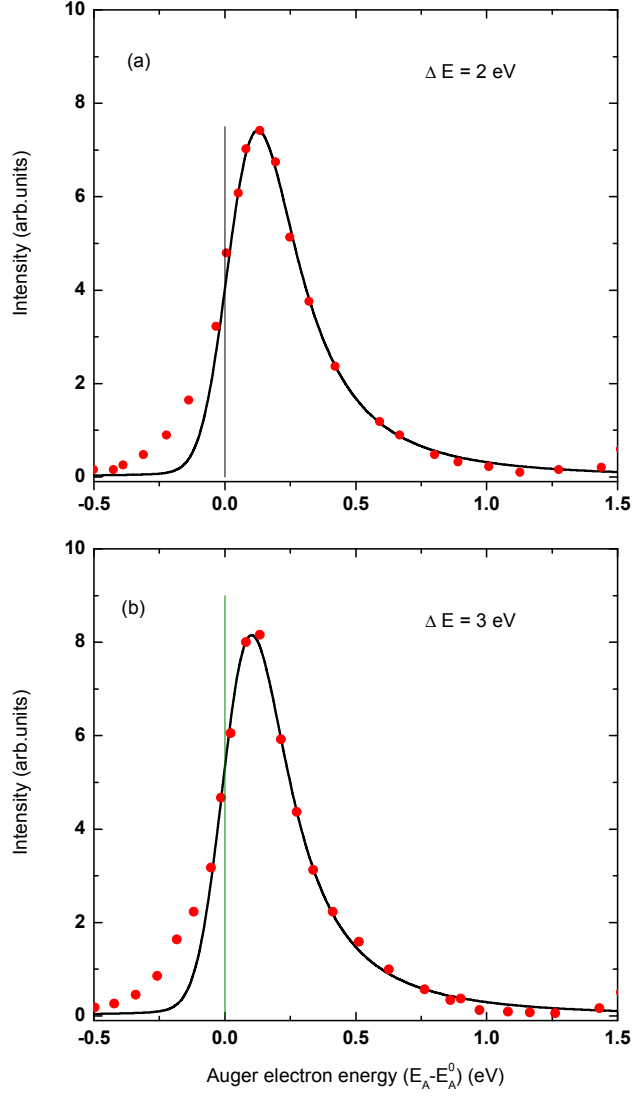 10
(a)
Δ E = 2 eV
8
6
Intensity (arb.units)
4
2
0
-0.5 0.0 0.5 1.0 1.5
10
(b)
Δ E = 3 eV
8
6
Intensity (arb.units)
4
2
0
-0.5 0.0 0.5 1.0 1.5
Auger electron energy (E_A-E_A^0) (eV)